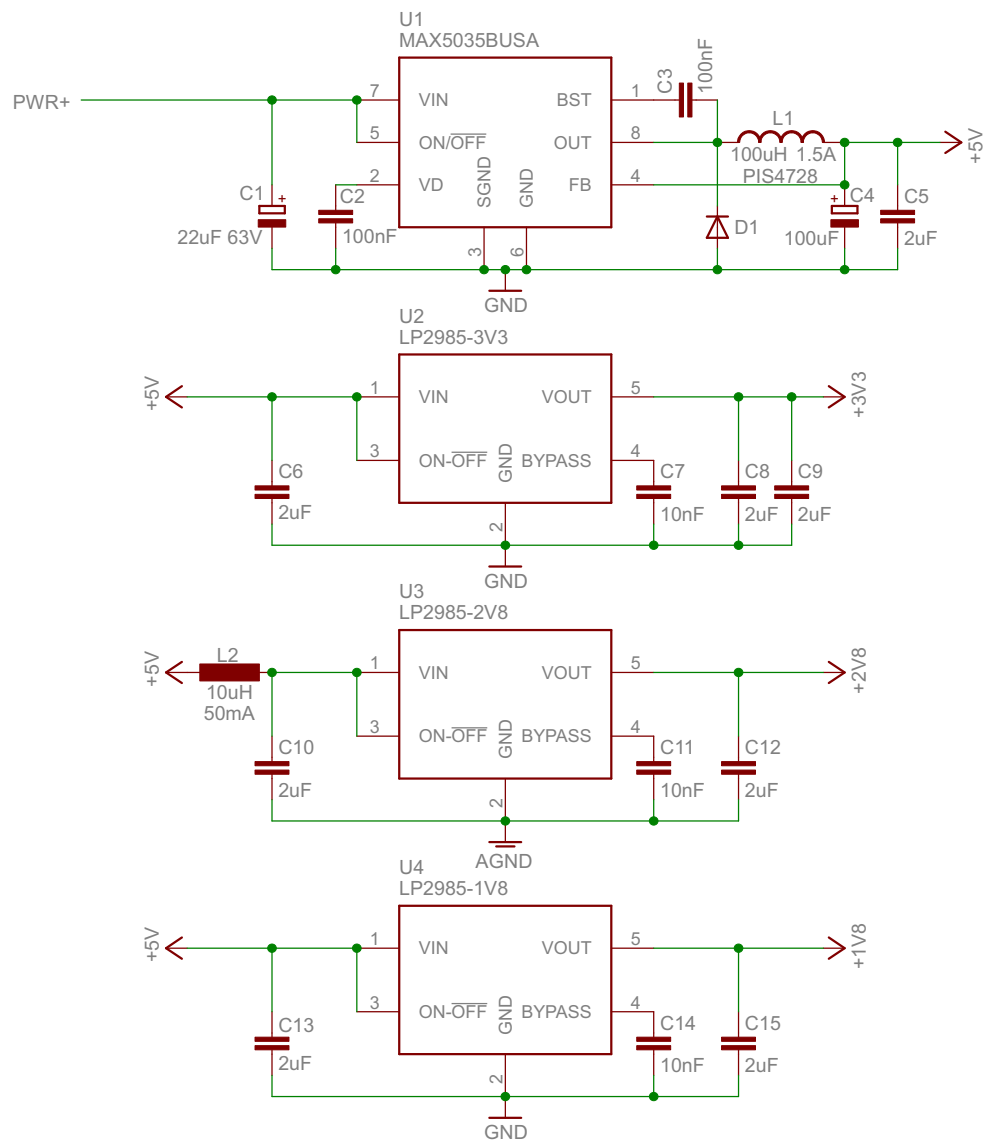 U1
MAX5035BUSA
PWR+
7
VIN
BST
1
C3
100nF
5
ON/OFF
OUT
8
L1
100uH 1.5A
PIS4728
+5V
2
VD
SGND
GND
FB
4
C1
+
22uF 63V
C2
100nF
3
6
D1
+
C4
100uF
C5
2uF
GND
U2
LP2985-3V3
+5V
1
VIN
VOUT
5
+3V3
3
ON-OFF
GND
BYPASS
4
C6
2uF
2
C7
10nF
C8
2uF
C9
2uF
GND
U3
LP2985-2V8
+5V
L2
10uH
50mA
1
VIN
VOUT
5
+2V8
3
ON-OFF
GND
BYPASS
4
C10
2uF
2
C11
10nF
C12
2uF
AGND
U4
LP2985-1V8
+5V
1
VIN
VOUT
5
+1V8
3
ON-OFF
GND
BYPASS
4
C13
2uF
2
C14
10nF
C15
2uF
GND